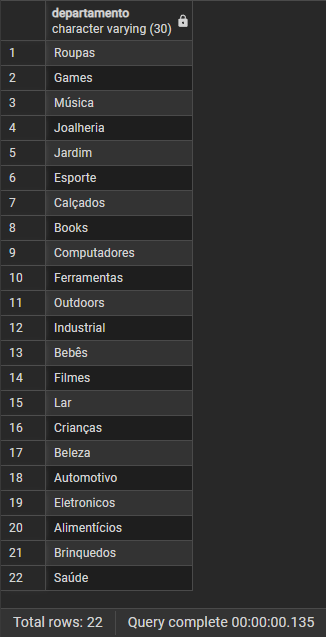 departamento
character varying (30)
1 Roupas
2 Games
3 Música
4 Joalheria
5 Jardim
6 Esporte
7 Calçados
8 Books
9 Computadores
10 Ferramentas
11 Outdoors
12 Industrial
13 Bebês
14 Filmes
15 Lar
16 Crianças
17 Beleza
18 Automotivo
19 Eletronicos
20 Alimentícios
21 Brinquedos
22 Saúde
Total rows: 22 Query complete 00:00:00.135